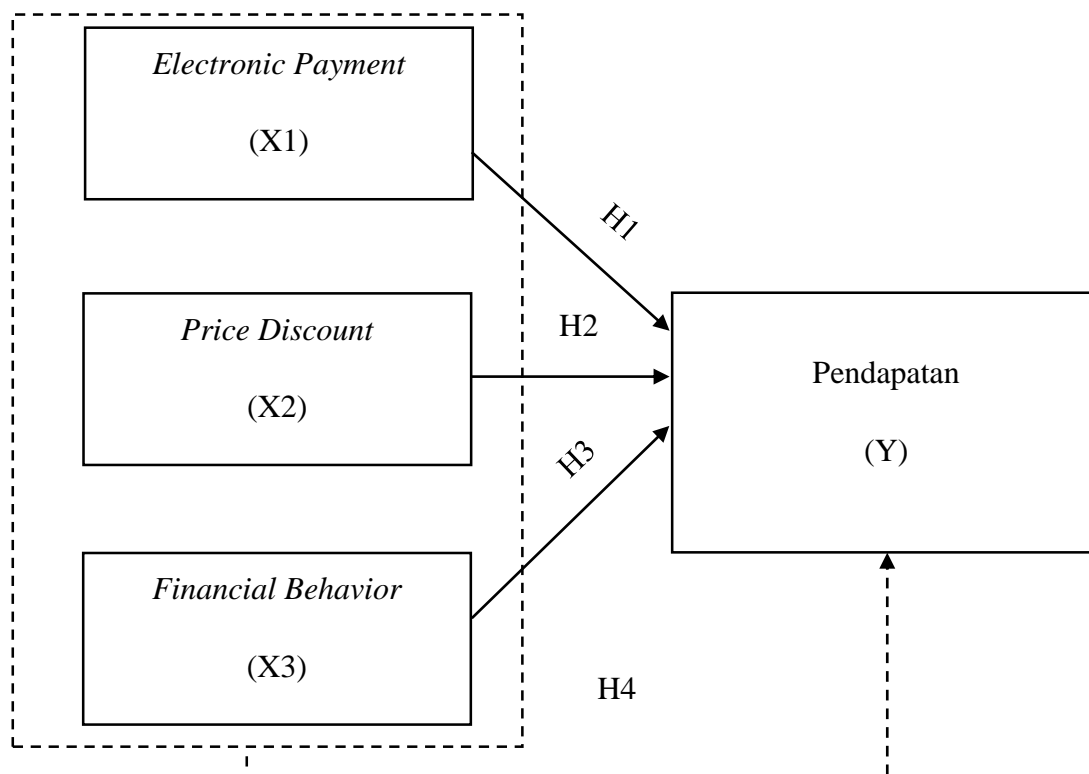 Electronic Payment
(X1)
H1
Price Discount
(X2)
H2
Pendapatan
(Y)
H3
Financial Behavior
(X3)
H4